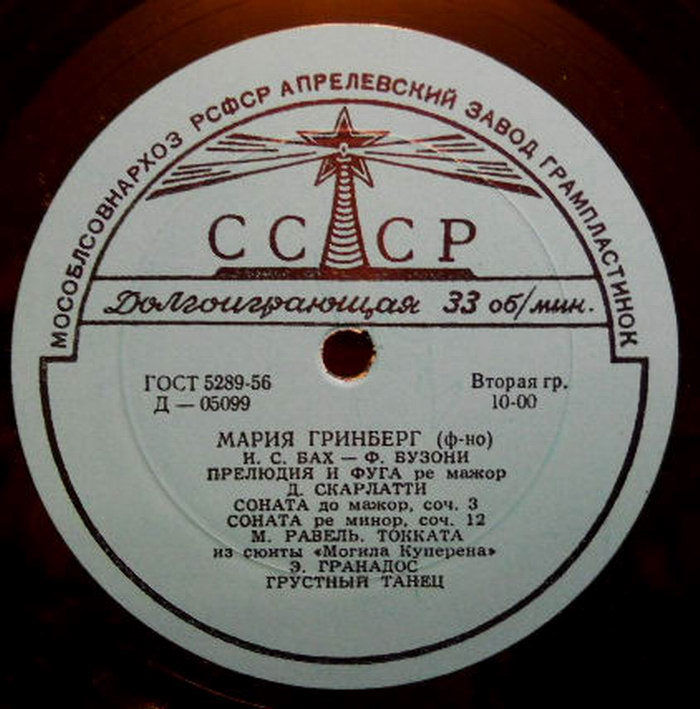 МОСОБЛСОВНАРХОЗ РСФСР АПРЕЛЕВСКИЙ ЗАВОД ГРАМПЛАСТИНОК
СССР
Долгоиграющая 33 об/мин.
ГОСТ 5289-56
Д — 05099
Вторая гр.
10-00
МАРИЯ ГРИНБЕРГ (ф-но)
И. С. БАХ — Ф. БУЗОНИ
ПРЕЛЮДИЯ И ФУГА ре мажор
Д. СКАРЛАТТИ
СОНАТА до мажор, соч. 3
СОНАТА ре минор, соч. 12
М. РАВЕЛЬ. ТОККАТА
из сюиты «Могила Куперена»
Э. ГРАНАДОС
ГРУСТНЫЙ ТАНЕЦ